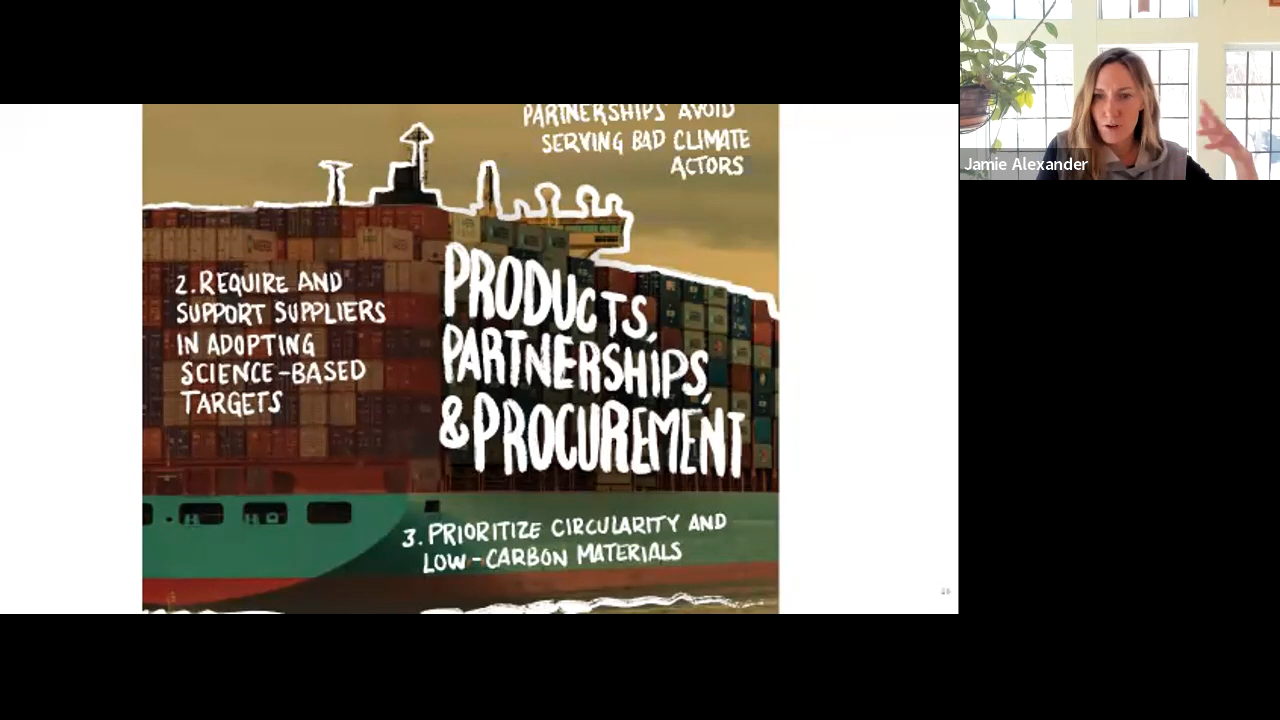 PARTNERSHIPS AVOID
SERVING BAD CLIMATE
ACTORS
Jamie Alexander
2. REQUIRE AND
SUPPORT SUPPLIERS
IN ADOPTING
SCIENCE-BASED
TARGETS
PRODUCTS,
PARTNERSHIPS,
& PROCUREMENT
3. PRIORITIZE CIRCULARITY AND
LOW-CARBON MATERIALS